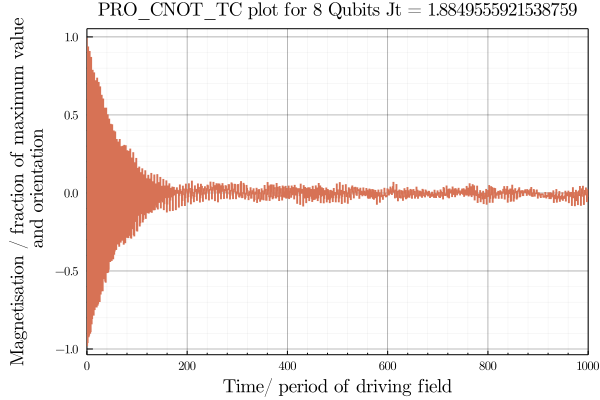 PRO_CNOT_TC plot for 8 Qubits Jt = 1.8849555921538759
Magnetisation / fraction of maximum value
and orientation
1.0
0.5
0.0
−0.5
−1.0
0 200 400 600 800 1000
Time/ period of driving field